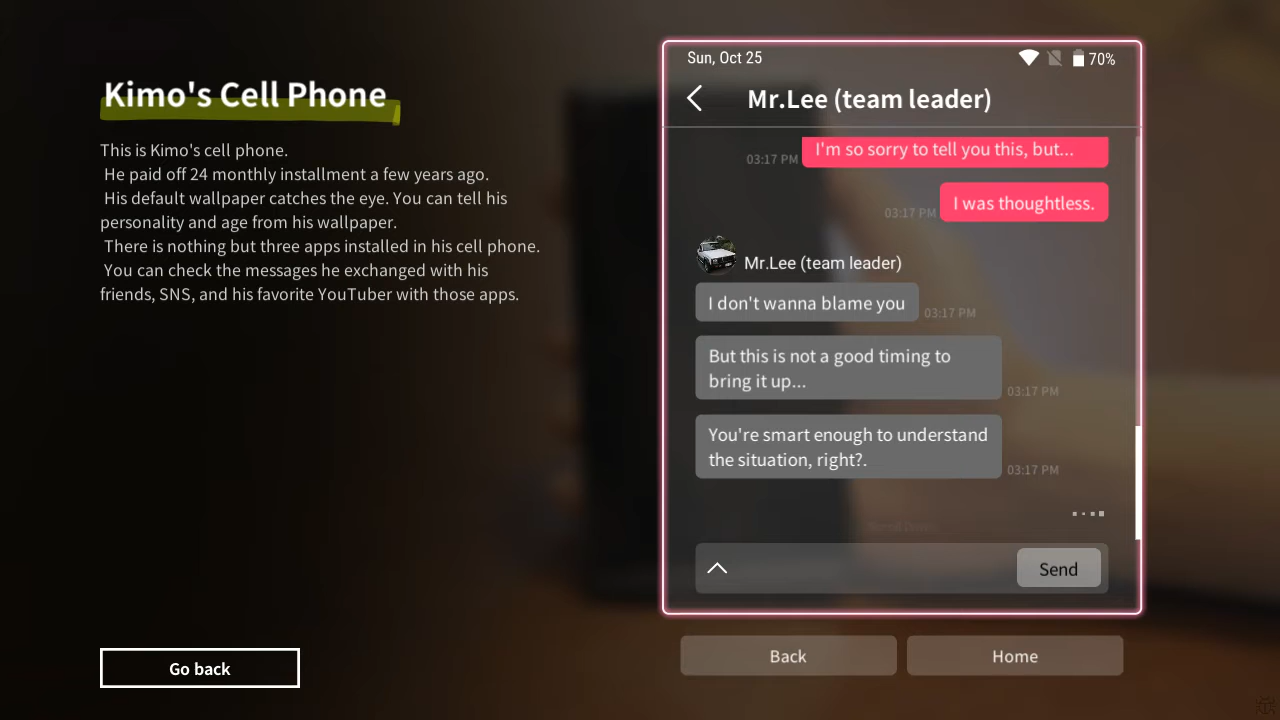 Kimo's Cell Phone
This is Kimo's cell phone.
He paid off 24 monthly installment a few years ago.
His default wallpaper catches the eye. You can tell his
personality and age from his wallpaper.
There is nothing but three apps installed in his cell phone.
You can check the messages he exchanged with his
friends, SNS, and his favorite YouTuber with those apps.
Go back
Sun, Oct 25
70%
Mr.Lee (team leader)
03:17 PM
I'm so sorry to tell you this, but...
03:17 PM
I was thoughtless.
Mr.Lee (team leader)
I don't wanna blame you
03:17 PM
But this is not a good timing to
bring it up...
03:17 PM
You're smart enough to understand
the situation, right?.
03:17 PM
Send
Back
Home